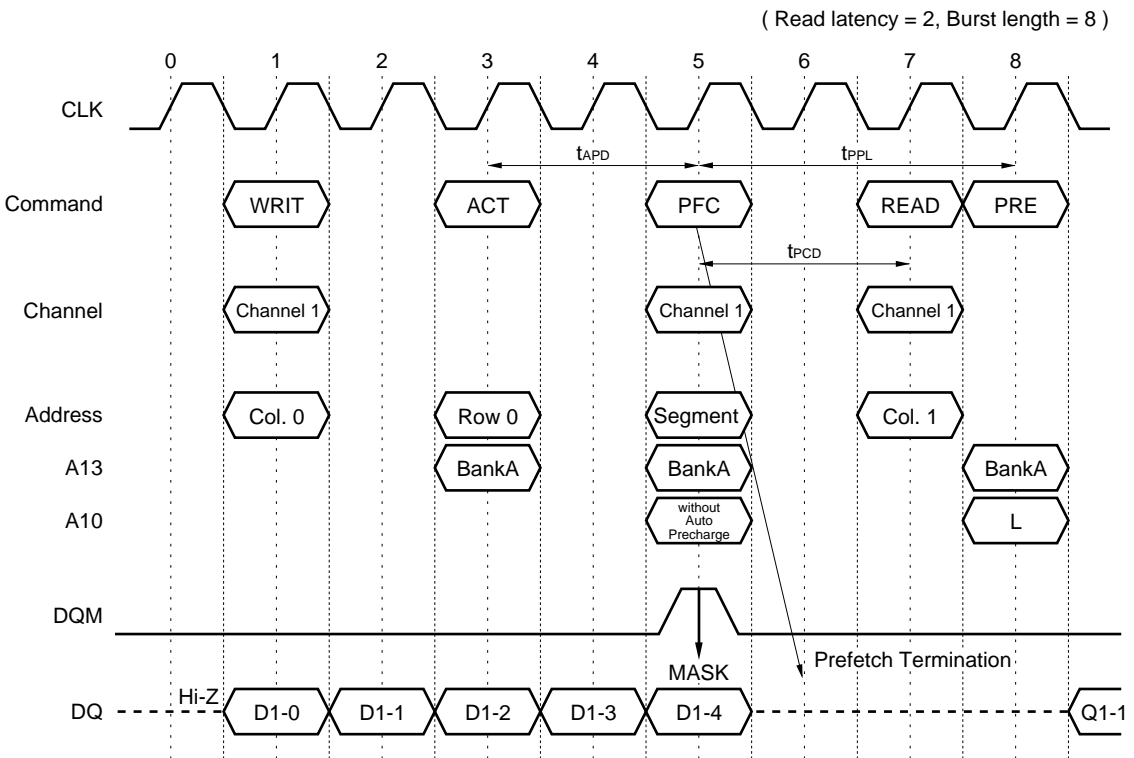 ( Read latency = 2, Burst length = 8 )
0 1 2 3 4 5 6 7 8
CLK
tAPD tPPL
Command WRIT ACT PFC READ PRE
tPCD
Channel Channel 1 Channel 1 Channel 1
Address Col. 0 Row 0 Segment Col. 1
A13 BankA BankA BankA
A10 without Auto Precharge L
DQM
MASK Prefetch Termination
DQ Hi-Z D1-0 D1-1 D1-2 D1-3 D1-4 Q1-1